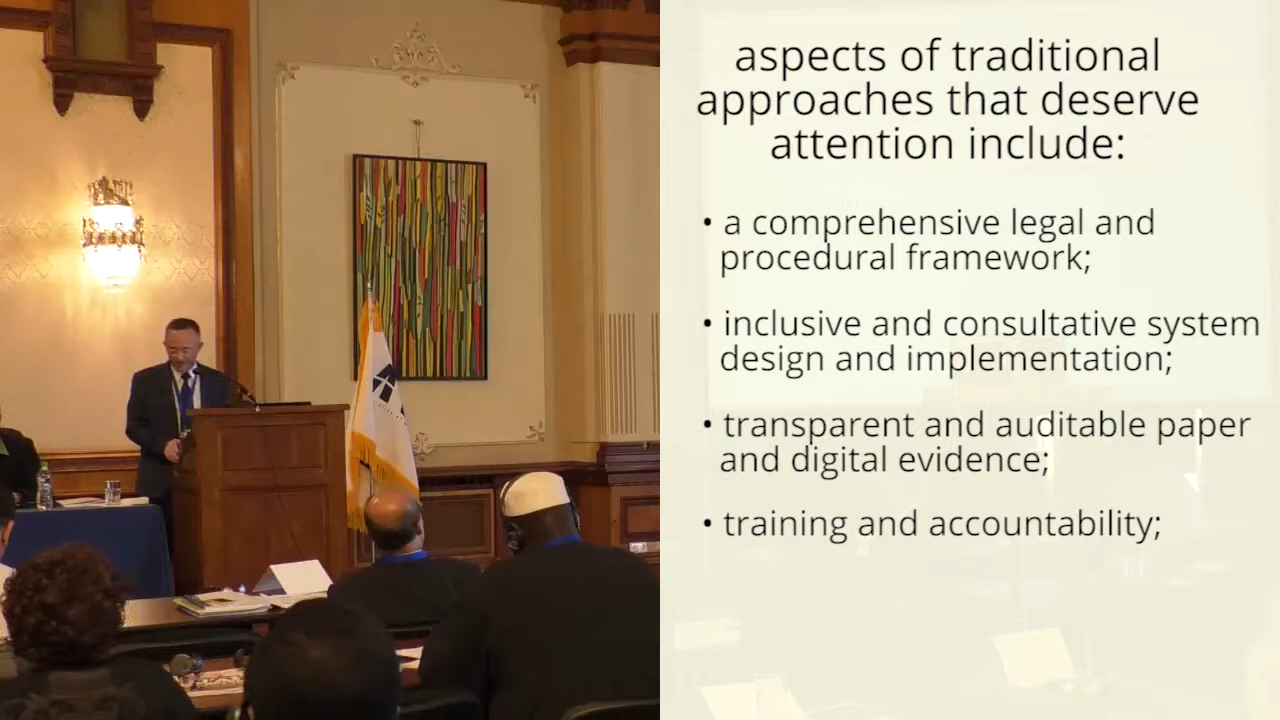 aspects of traditional
approaches that deserve
attention include:
• a comprehensive legal and
procedural framework;
• inclusive and consultative system
design and implementation;
• transparent and auditable paper
and digital evidence;
• training and accountability;